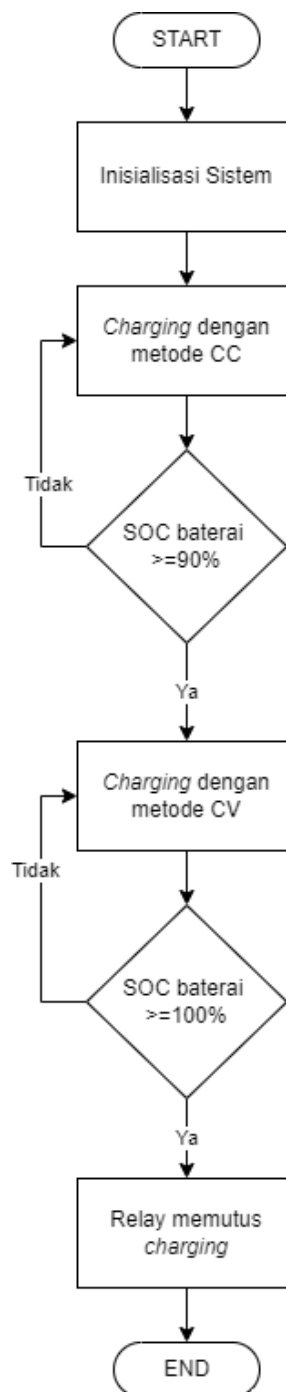 START
Inisialisasi Sistem
Charging dengan
metode CC
Tidak
SOC baterai
>=90%
Ya
Charging dengan
metode CV
Tidak
SOC baterai
>=100%
Ya
Relay memutus
charging
END